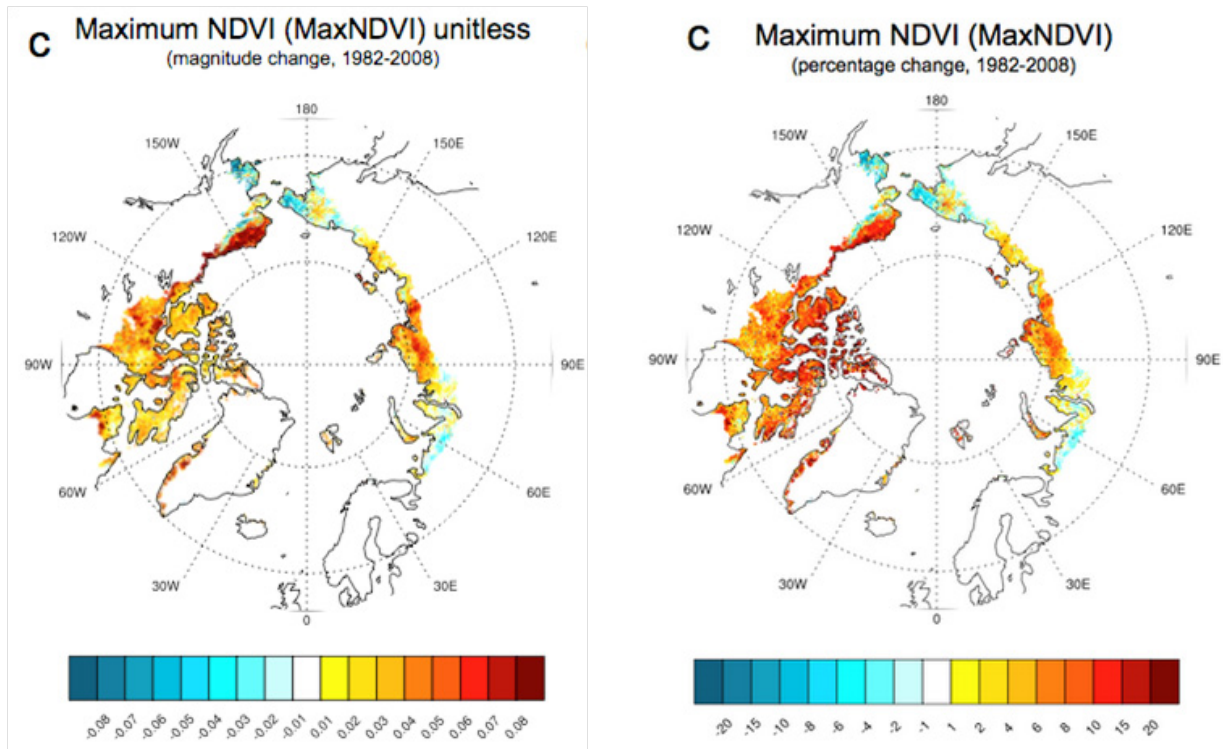 C Maximum NDVI (MaxNDVI) unitless
(magnitude change, 1982-2008)
180
150W
150E
120W
120E
90W
90E
60W
60E
30W
30E
0
-0.08 -0.07 -0.06 -0.05 -0.04 -0.03 -0.02 -0.01 0.01 0.02 0.03 0.04 0.05 0.06 0.07 0.08
C Maximum NDVI (MaxNDVI)
(percentage change, 1982-2008)
180
150W
150E
120W
120E
90W
90E
60W
60E
30W
30E
0
-20 -15 -10 -8 -6 -4 -2 -1 1 2 4 6 8 10 15 20